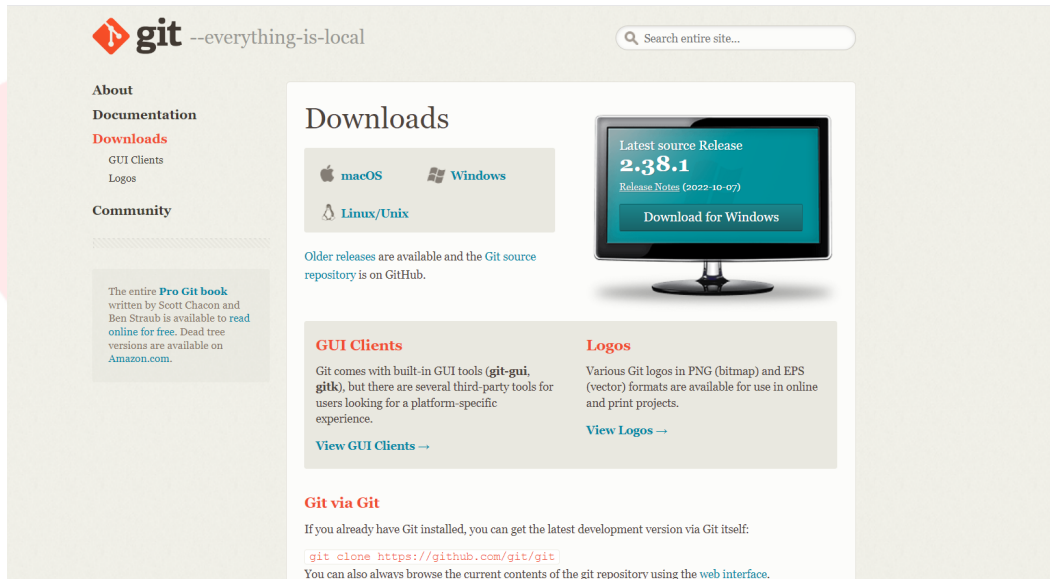 git --everything-is-local
Search entire site...
About
Documentation
Downloads
GUI Clients
Logos
Community
The entire Pro Git book
written by Scott Chacon and
Ben Straub is available to read
online for free. Dead tree
versions are available on
Amazon.com.
Downloads
macOS
Windows
Linux/Unix
Older releases are available and the Git source
repository is on GitHub.
Latest source Release
2.38.1
Release Notes (2022-10-07)
Download for Windows
GUI Clients
Git comes with built-in GUI tools (git-gui,
gitk), but there are several third-party tools for
users looking for a platform-specific
experience.
View GUI Clients →
Logos
Various Git logos in PNG (bitmap) and EPS
(vector) formats are available for use in online
and print projects.
View Logos →
Git via Git
If you already have Git installed, you can get the latest development version via Git itself:
git clone https://github.com/git/git
You can also always browse the current contents of the git repository using the web interface.